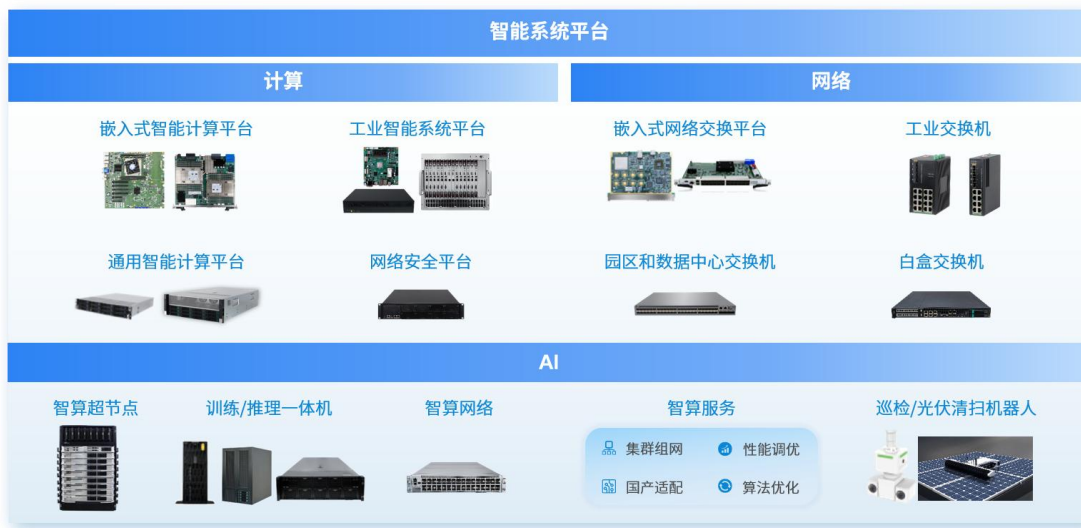 智能系统平台
计算
网络
嵌入式智能计算平台
工业智能系统平台
嵌入式网络交换平台
工业交换机
通用智能计算平台
网络安全平台
园区和数据中心交换机
白盒交换机
AI
智算超节点
训练/推理一体机
智算网络
智算服务
巡检/光伏清扫机器人
集群组网
性能调优
国产适配
算法优化